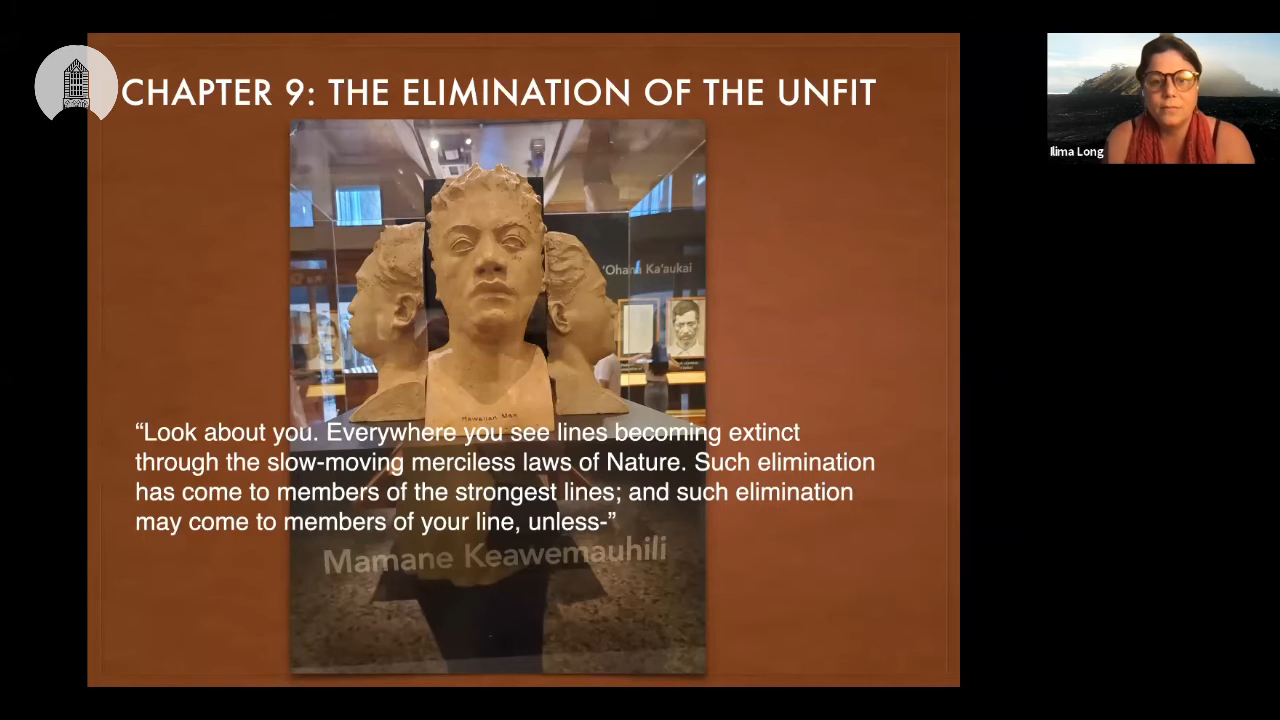 CHAPTER 9: THE ELIMINATION OF THE UNFIT
Ilima Long
'Ohana Ka'aukai
Hawaiian Man
“Look about you. Everywhere you see lines becoming extinct
through the slow-moving merciless laws of Nature. Such elimination
has come to members of the strongest lines; and such elimination
may come to members of your line, unless-”
Mamane Keawemauhili